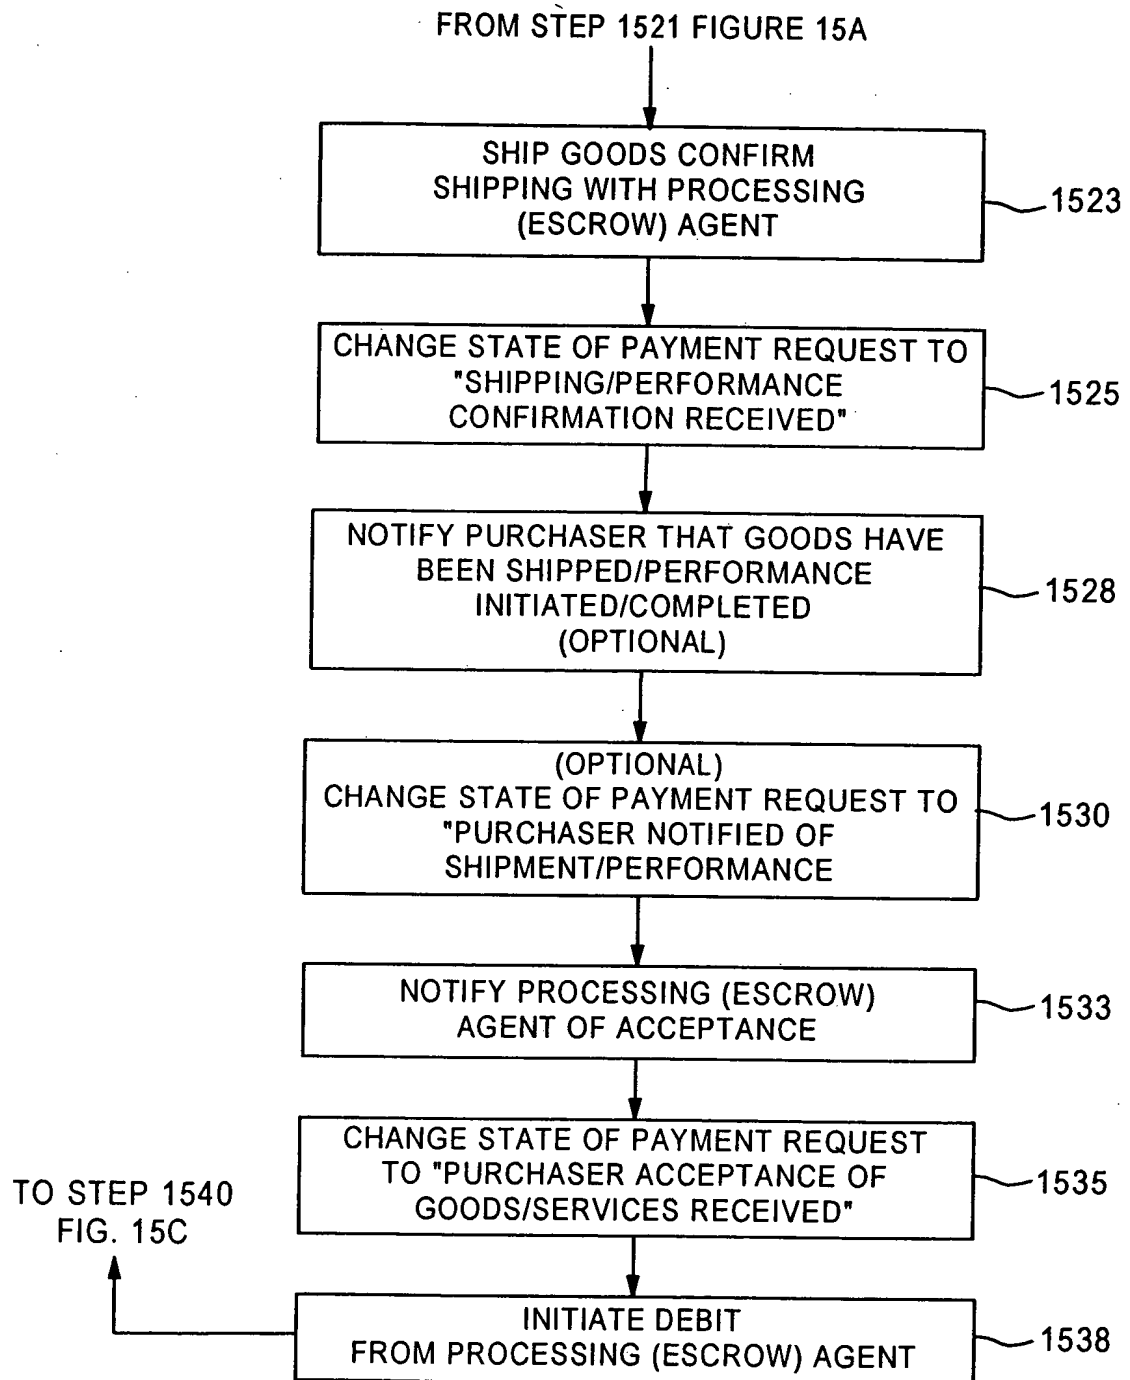 FROM STEP 1521 FIGURE 15A
SHIP GOODS CONFIRM
SHIPPING WITH PROCESSING
(ESCROW) AGENT
1523
CHANGE STATE OF PAYMENT REQUEST TO
"SHIPPING/PERFORMANCE
CONFIRMATION RECEIVED"
1525
NOTIFY PURCHASER THAT GOODS HAVE
BEEN SHIPPED/PERFORMANCE
INITIATED/COMPLETED
(OPTIONAL)
1528
(OPTIONAL)
CHANGE STATE OF PAYMENT REQUEST TO
"PURCHASER NOTIFIED OF
SHIPMENT/PERFORMANCE
1530
NOTIFY PROCESSING (ESCROW)
AGENT OF ACCEPTANCE
1533
CHANGE STATE OF PAYMENT REQUEST
TO "PURCHASER ACCEPTANCE OF
GOODS/SERVICES RECEIVED"
1535
TO STEP 1540
FIG. 15C
INITIATE DEBIT
FROM PROCESSING (ESCROW) AGENT
1538